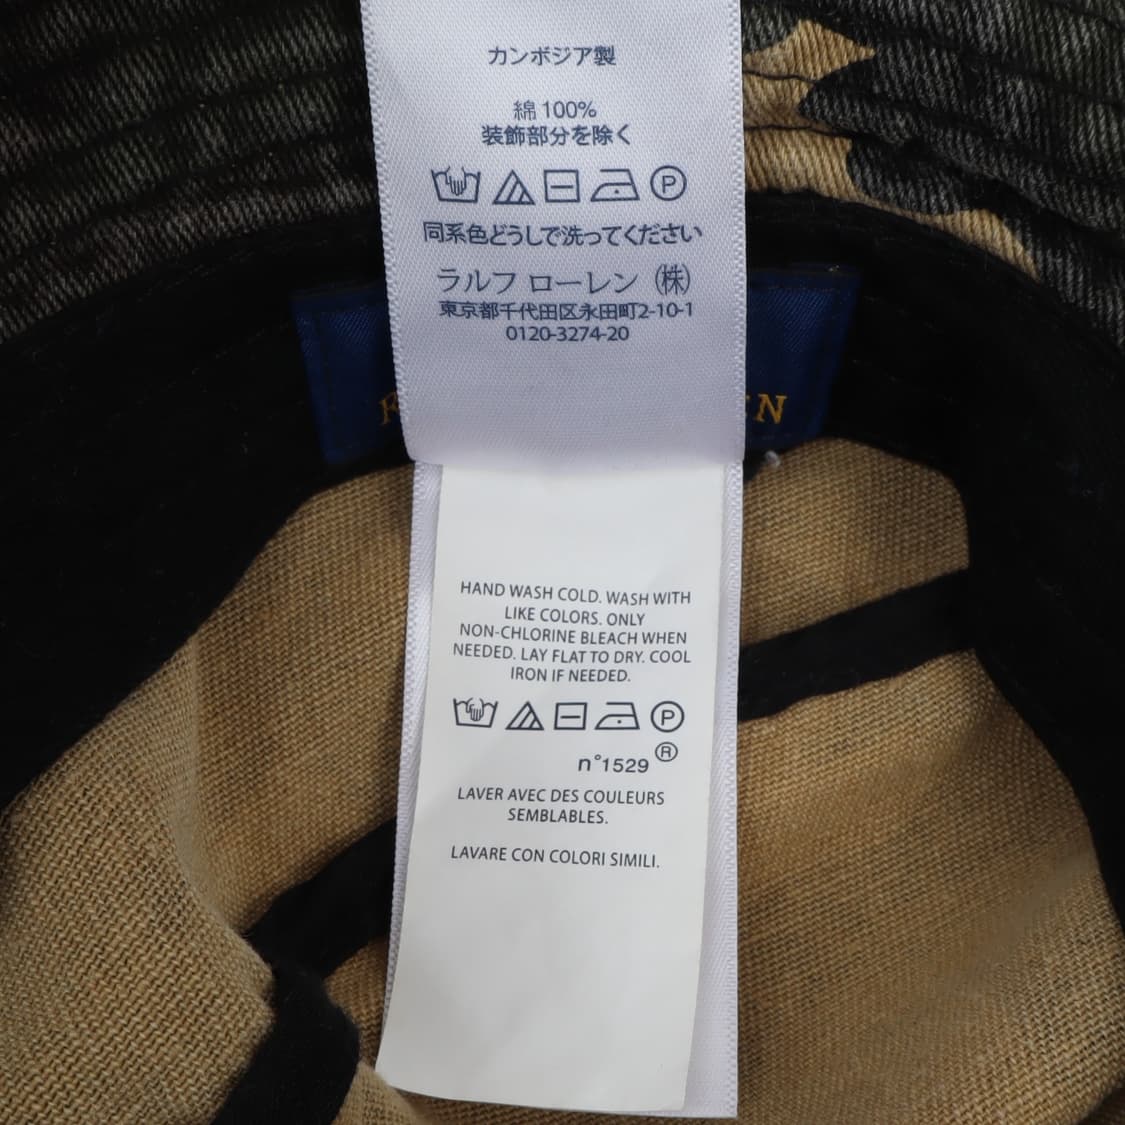 カンボジア製
綿 100%
装飾部分を除く
P
同系色どうしで洗ってください
ラルフ ローレン (株)
東京都千代田区永田町2-10-1
0120-3274-20
HAND WASH COLD. WASH WITH
LIKE COLORS. ONLY
NON-CHLORINE BLEACH WHEN
NEEDED. LAY FLAT TO DRY. COOL
IRON IF NEEDED.
P
n°1529 ®
LAVER AVEC DES COULEURS
SEMBLABLES.
LAVARE CON COLORI SIMILI.